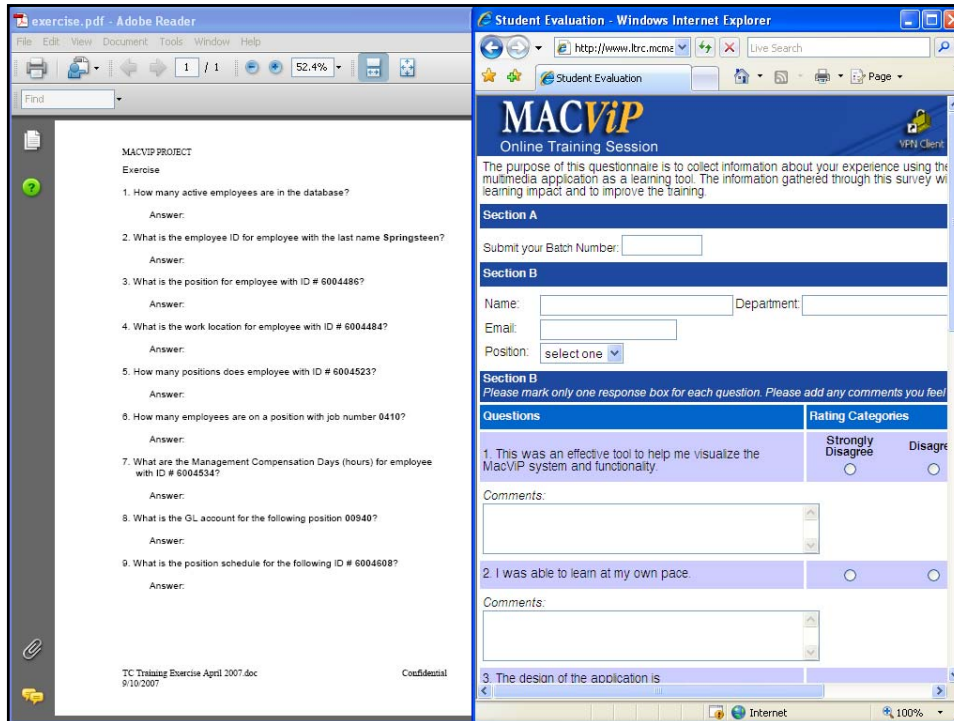 exercise.pdf - Adobe Reader
File Edit View Document Tools Window Help
1 / 1 52.4%
Find
MACVIP PROJECT
Exercise
1. How many active employees are in the database?
Answer:
2. What is the employee ID for employee with the last name Springsteen?
Answer:
3. What is the position for employee with ID # 6004486?
Answer:
4. What is the work location for employee with ID # 6004484?
Answer:
5. How many positions does employee with ID # 6004523?
Answer:
6. How many employees are on a position with job number 0410?
Answer:
7. What are the Management Compensation Days (hours) for employee
with ID # 6004534?
Answer:
8. What is the GL account for the following position 00940?
Answer:
9. What is the position schedule for the following ID # 6004608?
Answer:
TC Training Exercise April 2007.doc Confidential
9/10/2007
Student Evaluation - Windows Internet Explorer
http://www.ltrc.mcma Live Search
Student Evaluation Page
MACViP
Online Training Session
VPN Client
The purpose of this questionnaire is to collect information about your experience using the
multimedia application as a learning tool. The information gathered through this survey wi
learning impact and to improve the training.
Section A
Submit your Batch Number:
Section B
Name: Department:
Email:
Position: select one
Section B
Please mark only one response box for each question. Please add any comments you feel
Questions Rating Categories
Strongly Disagree Disagre
1. This was an effective tool to help me visualize the
MacViP system and functionality.
Comments:
2. I was able to learn at my own pace.
Comments:
3. The design of the application is
Internet 100%